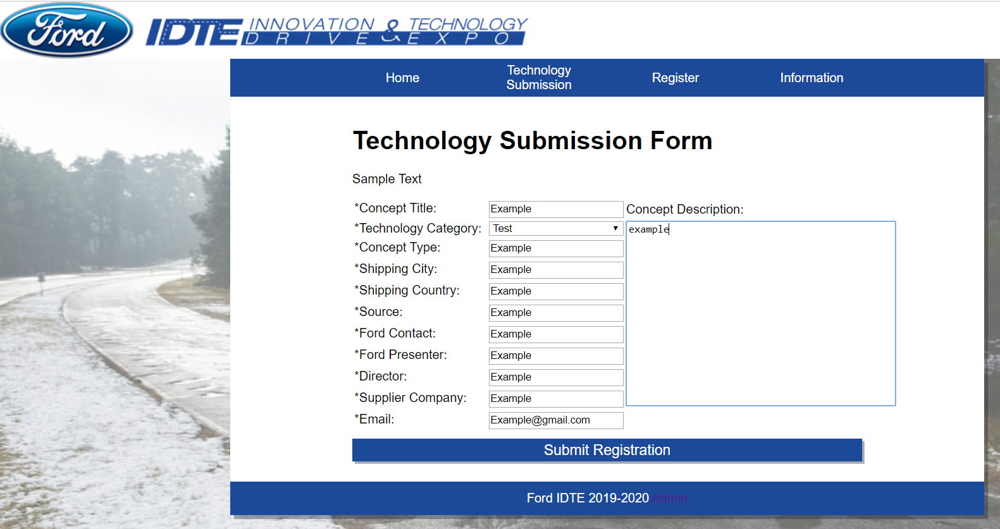 Ford
IDTE INNOVATION & TECHNOLOGY
DRIVE & EXPO
Home
Technology
Submission
Register
Information
Technology Submission Form
Sample Text
*Concept Title: Example Concept Description:
*Technology Category: Test example
*Concept Type: Example
*Shipping City: Example
*Shipping Country: Example
*Source: Example
*Ford Contact: Example
*Ford Presenter: Example
*Director: Example
*Supplier Company: Example
*Email: Example@gmail.com
Submit Registration
Ford IDTE 2019-2020 Admin